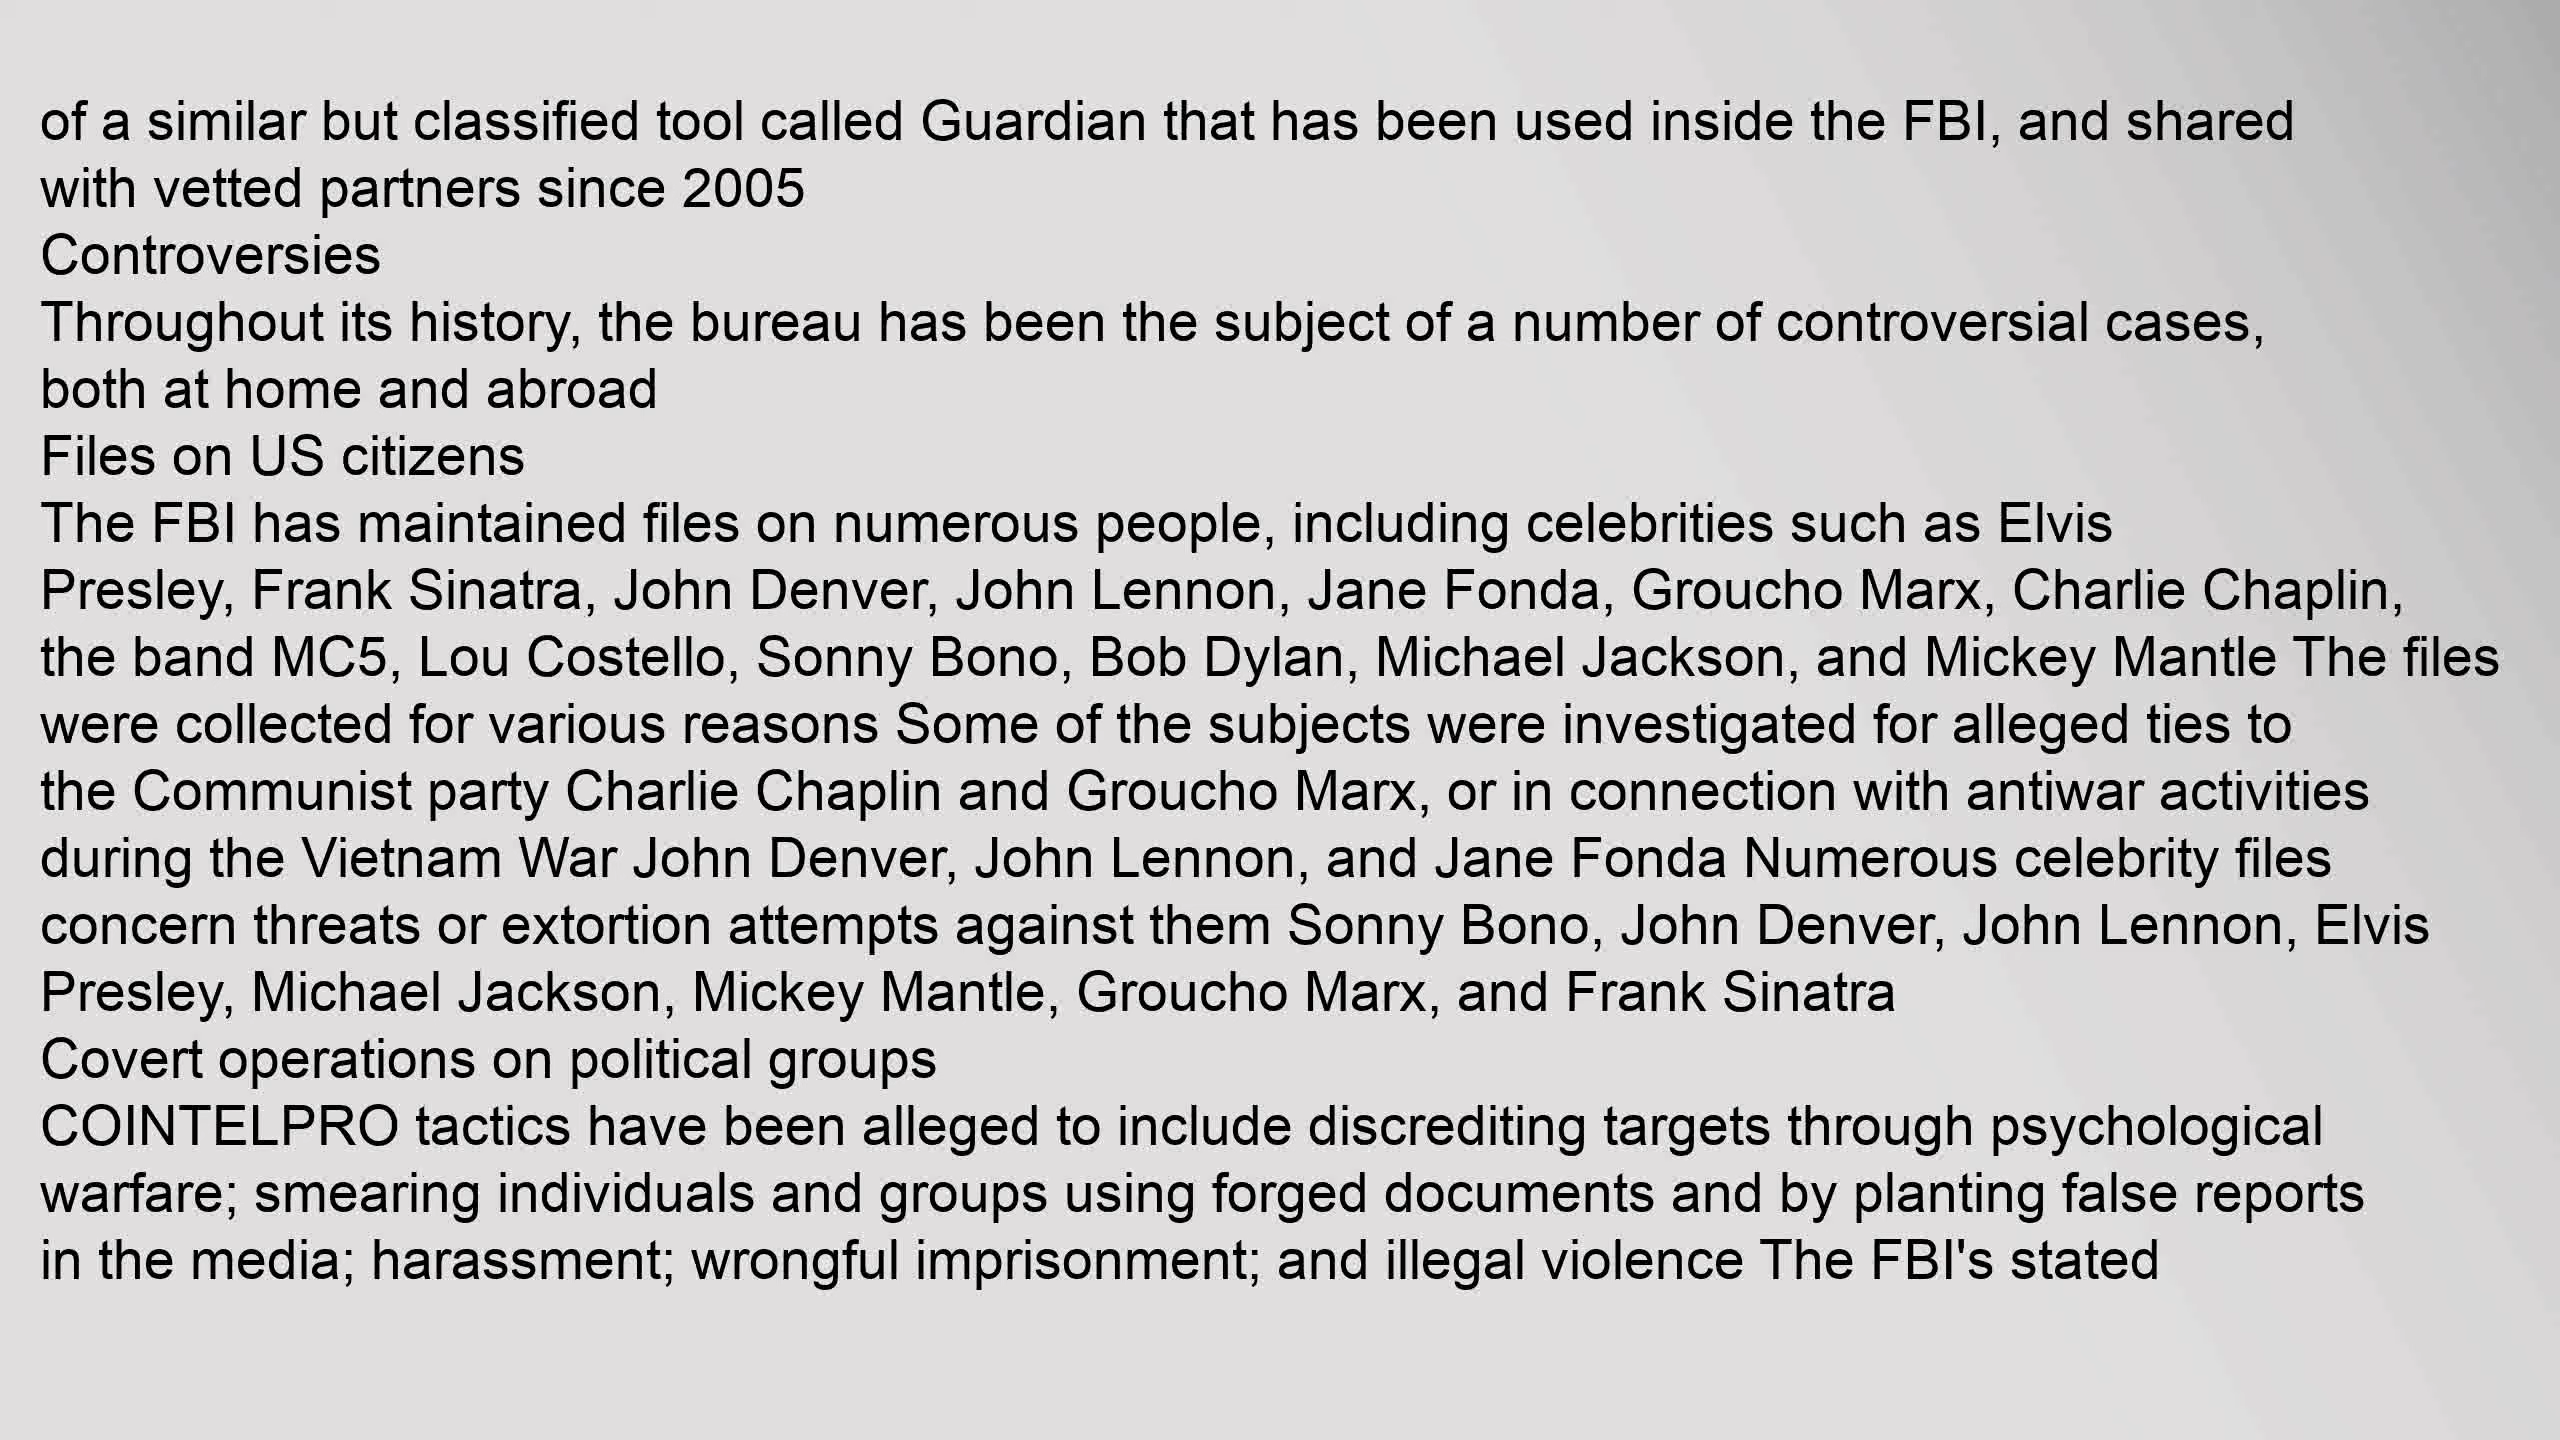 of a similar but classified tool called Guardian that has been used inside the FBI, and shared
with vetted partners since 2005
Controversies
Throughout its history, the bureau has been the subject of a number of controversial cases,
both at home and abroad
Files on US citizens
The FBI has maintained files on numerous people, including celebrities such as Elvis
Presley, Frank Sinatra, John Denver, John Lennon, Jane Fonda, Groucho Marx, Charlie Chaplin,
the band MC5, Lou Costello, Sonny Bono, Bob Dylan, Michael Jackson, and Mickey Mantle The files
were collected for various reasons Some of the subjects were investigated for alleged ties to
the Communist party Charlie Chaplin and Groucho Marx, or in connection with antiwar activities
during the Vietnam War John Denver, John Lennon, and Jane Fonda Numerous celebrity files
concern threats or extortion attempts against them Sonny Bono, John Denver, John Lennon, Elvis
Presley, Michael Jackson, Mickey Mantle, Groucho Marx, and Frank Sinatra
Covert operations on political groups
COINTELPRO tactics have been alleged to include discrediting targets through psychological
warfare; smearing individuals and groups using forged documents and by planting false reports
in the media; harassment; wrongful imprisonment; and illegal violence The FBI's stated